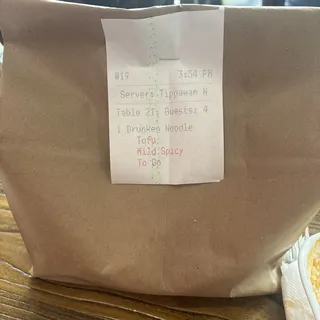 #19 3:54 PM
Server: Tippawan N
Table 21, Guests: 4
1 Drunken Noodle
Tofu
Mild Spicy
To Go